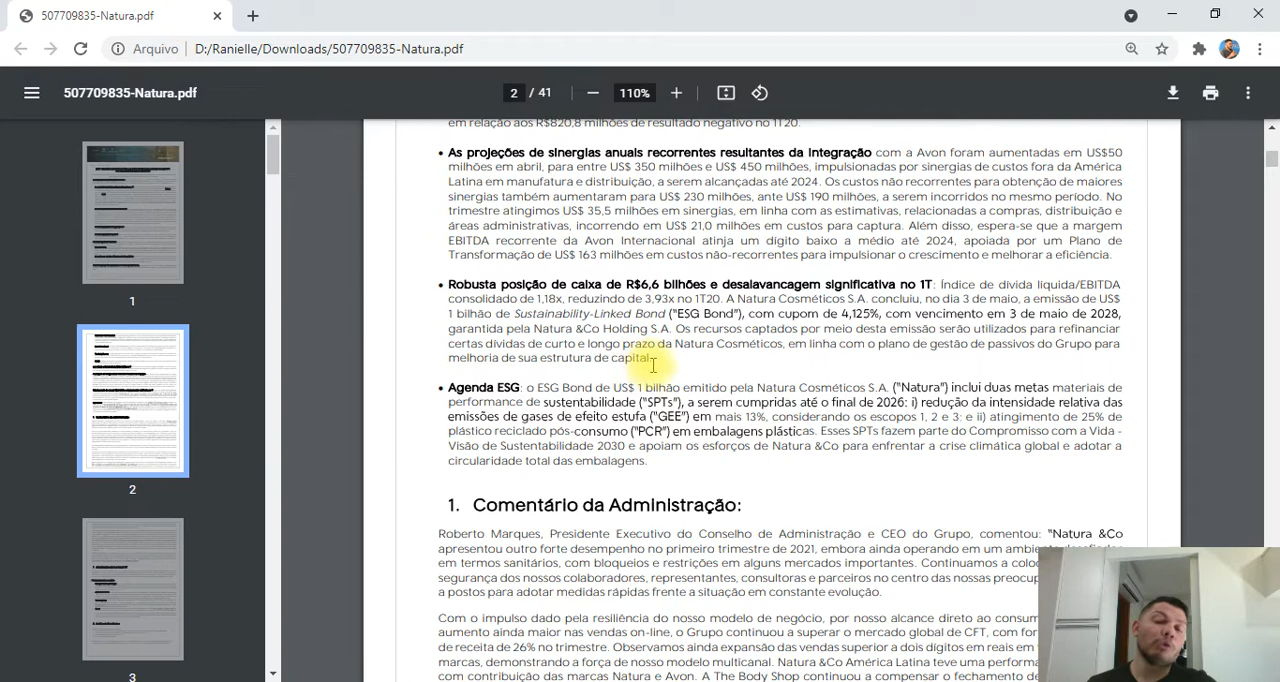 507709835-Natura.pdf
Arquivo
D:/Ranielle/Downloads/507709835-Natura.pdf
507709835-Natura.pdf
2 / 41
110%
em relação aos R$820,8 milhões de resultado negativo no 1T20.
• As projeções de sinergias anuais recorrentes resultantes da integração com a Avon foram aumentadas em US$50
milhões em abril, para entre US$ 350 milhões e US$ 450 milhões, impulsionadas por sinergias de custos fora da América
Latina em manufatura e distribuição, a serem alcançadas até 2024. Os custos não recorrentes para obtenção de maiores
sinergias também aumentaram para US$ 230 milhões, ante US$ 190 milhões, a serem incorridos no mesmo período. No
trimestre atingimos US$ 35,5 milhões em sinergias, em linha com as estimativas, relacionadas a compras, distribuição e
áreas administrativas, incorrendo em US$ 21,0 milhões em custos para captura. Além disso, espera-se que a margem
EBITDA recorrente da Avon Internacional atinja um dígito baixo a médio até 2024, apoiada por um Plano de
Transformação de US$ 163 milhões em custos não-recorrentes para impulsionar o crescimento e melhorar a eficiência.
• Robusta posição de caixa de R$6,6 bilhões e desalavancagem significativa no 1T: Índice de dívida líquida/EBITDA
consolidado de 1,18x, reduzindo de 3,93x no 1T20. A Natura Cosméticos S.A. concluiu, no dia 3 de maio, a emissão de US$
1 bilhão de Sustainability-Linked Bond ("ESG Bond"), com cupom de 4,125%, com vencimento em 3 de maio de 2028,
garantida pela Natura &Co Holding S.A. Os recursos captados por meio desta emissão serão utilizados para refinanciar
certas dívidas de curto e longo prazo da Natura Cosméticos, em linha com o plano de gestão de passivos do Grupo para
melhoria de sua estrutura de capital.
• Agenda ESG: o ESG Bond de US$ 1 bilhão emitido pela Natura Cosméticos S.A. ("Natura") inclui duas metas materiais de
performance de sustentabilidade ("SPTs"), a serem cumpridas no final de 2026: i) redução da intensidade relativa das
emissões de gases de efeito estufa ("GEE") em mais 13%, considerando os escopos 1, 2 e 3; e ii) atingimento de 25% de
plástico reciclado pós-consumo ("PCR") em embalagens plásticas. Esses SPTs fazem parte do Compromisso com a Vida -
Visão de Sustentabilidade 2030 e apoiam os esforços de Natura &Co para enfrentar a crise climática global e adotar a
circularidade total das embalagens.
1. Comentário da Administração:
Roberto Marques, Presidente Executivo do Conselho de Administração e CEO do Grupo, comentou: "Natura &Co
apresentou outro forte desempenho no primeiro trimestre de 2021, embora ainda operando em um
em termos sanitários, com bloqueios e restrições em alguns mercados importantes. Continuamos a
segurança dos nossos colaboradores, representantes, consultores e parceiros no centro das nossas
a postos para adotar medidas rápidas frente a situação em constante evolução.
Com o impulso dado pela resiliência do nosso modelo de negócio, por nosso alcance direto ao
aumento ainda maior nas vendas on-line, o Grupo continuou a superar o mercado global de CFT, com
de receita de 26% no trimestre. Observamos ainda expansão das vendas superior a dois dígitos em reais em
marcas, demonstrando a força de nosso modelo multicanal. Natura &Co América Latina teve uma
com contribuição das marcas Natura e Avon. A The Body Shop continuou a compensar o fechamento de
1
2
3